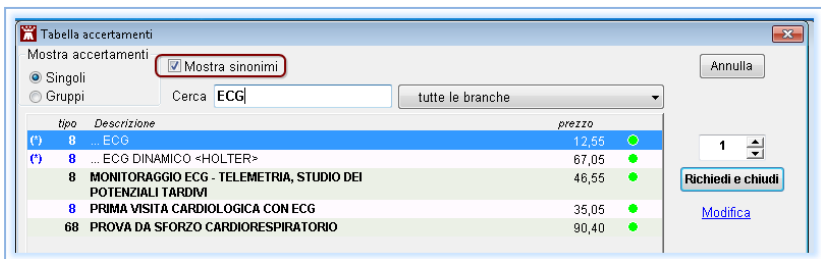 Tabella accertamenti
Mostra accertamenti
Singoli
Gruppi
Mostra sinonimi
Annulla
Cerca ECG tutte le branche
tipo Descrizione prezzo
(*) 8 ... ECG 12,55
(*) 8 ... ECG DINAMICO <HOLTER> 67,05
8 MONITORAGGIO ECG - TELEMETRIA, STUDIO DEI
POTENZIALI TARDIVI 46,55
8 PRIMA VISITA CARDIOLOGICA CON ECG 35,05
68 PROVA DA SFORZO CARDIORESPIRATORIO 90,40
1
Richiedi e chiudi
Modifica